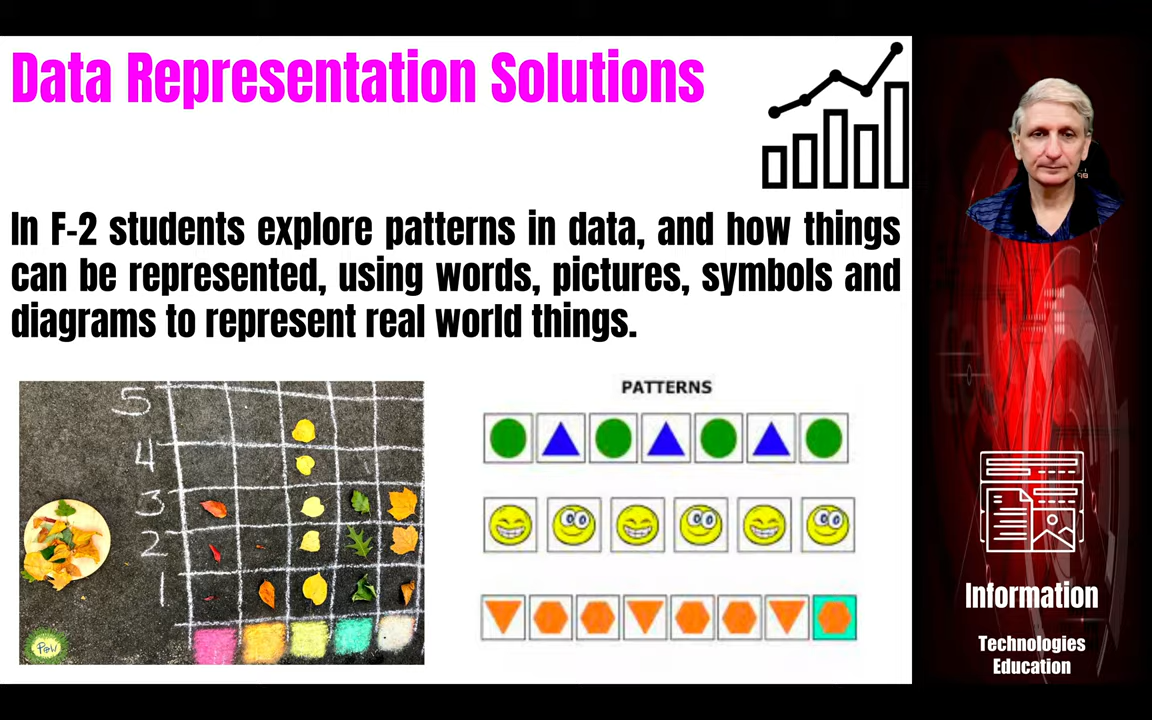 Data Representation Solutions
In F-2 students explore patterns in data, and how things
can be represented, using words, pictures, symbols and
diagrams to represent real world things.
5
4
3
2
1
PATTERNS
Information
Technologies
Education